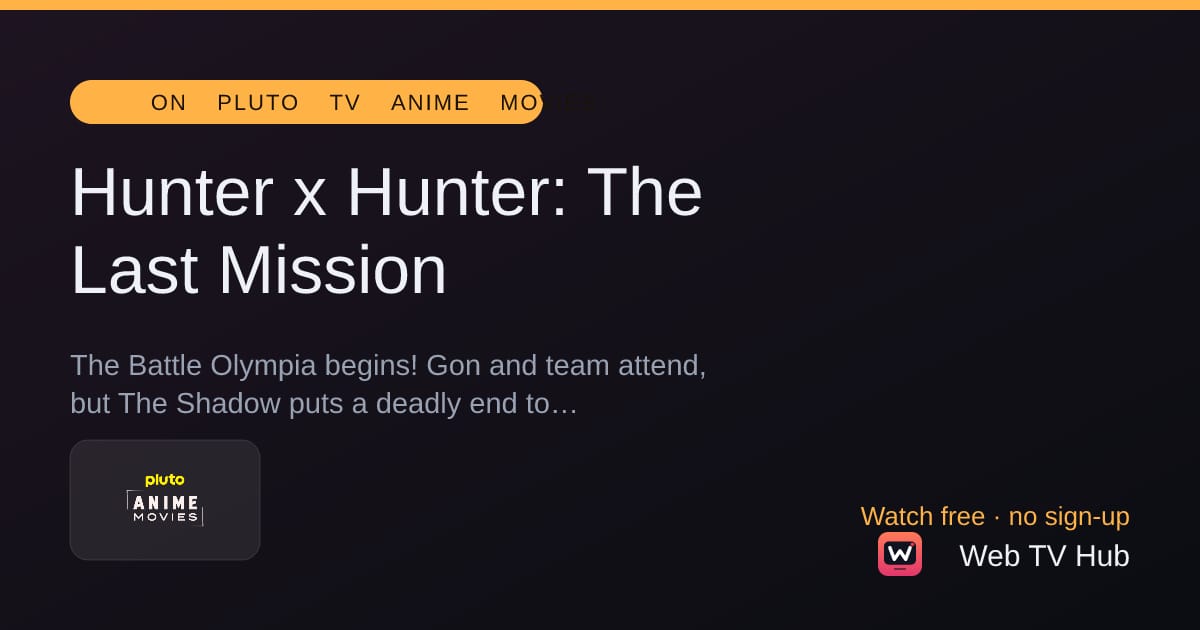 ON PLUTO TV ANIME MOVIES
Hunter x Hunter: The
Last Mission
The Battle Olympia begins! Gon and team attend,
but The Shadow puts a deadly end to…
pluto
ANIME
MOVIES
Watch free · no sign-up
W
Web TV Hub